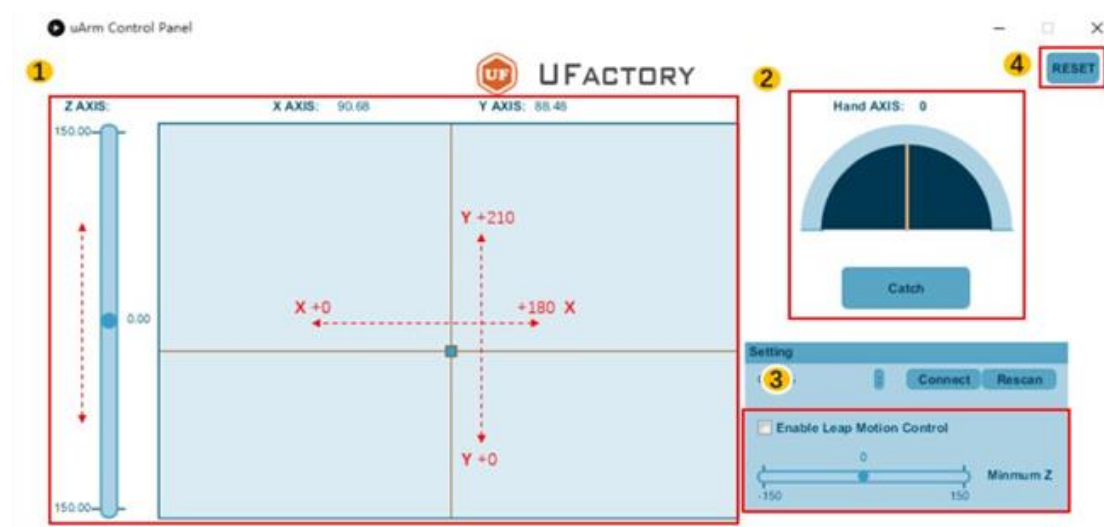 uArm Control Panel
1
UF UFACTORY
2
4
RESET
Z AXIS:
X AXIS: 90.68
Y AXIS: 88.48
Hand AXIS: 0
150.00
Y +210
X +0
+180 X
0.00
Catch
Y +0
150.00
Setting
3
Connect
Rescan
Enable Leap Motion Control
0
Minmum Z
-150
150